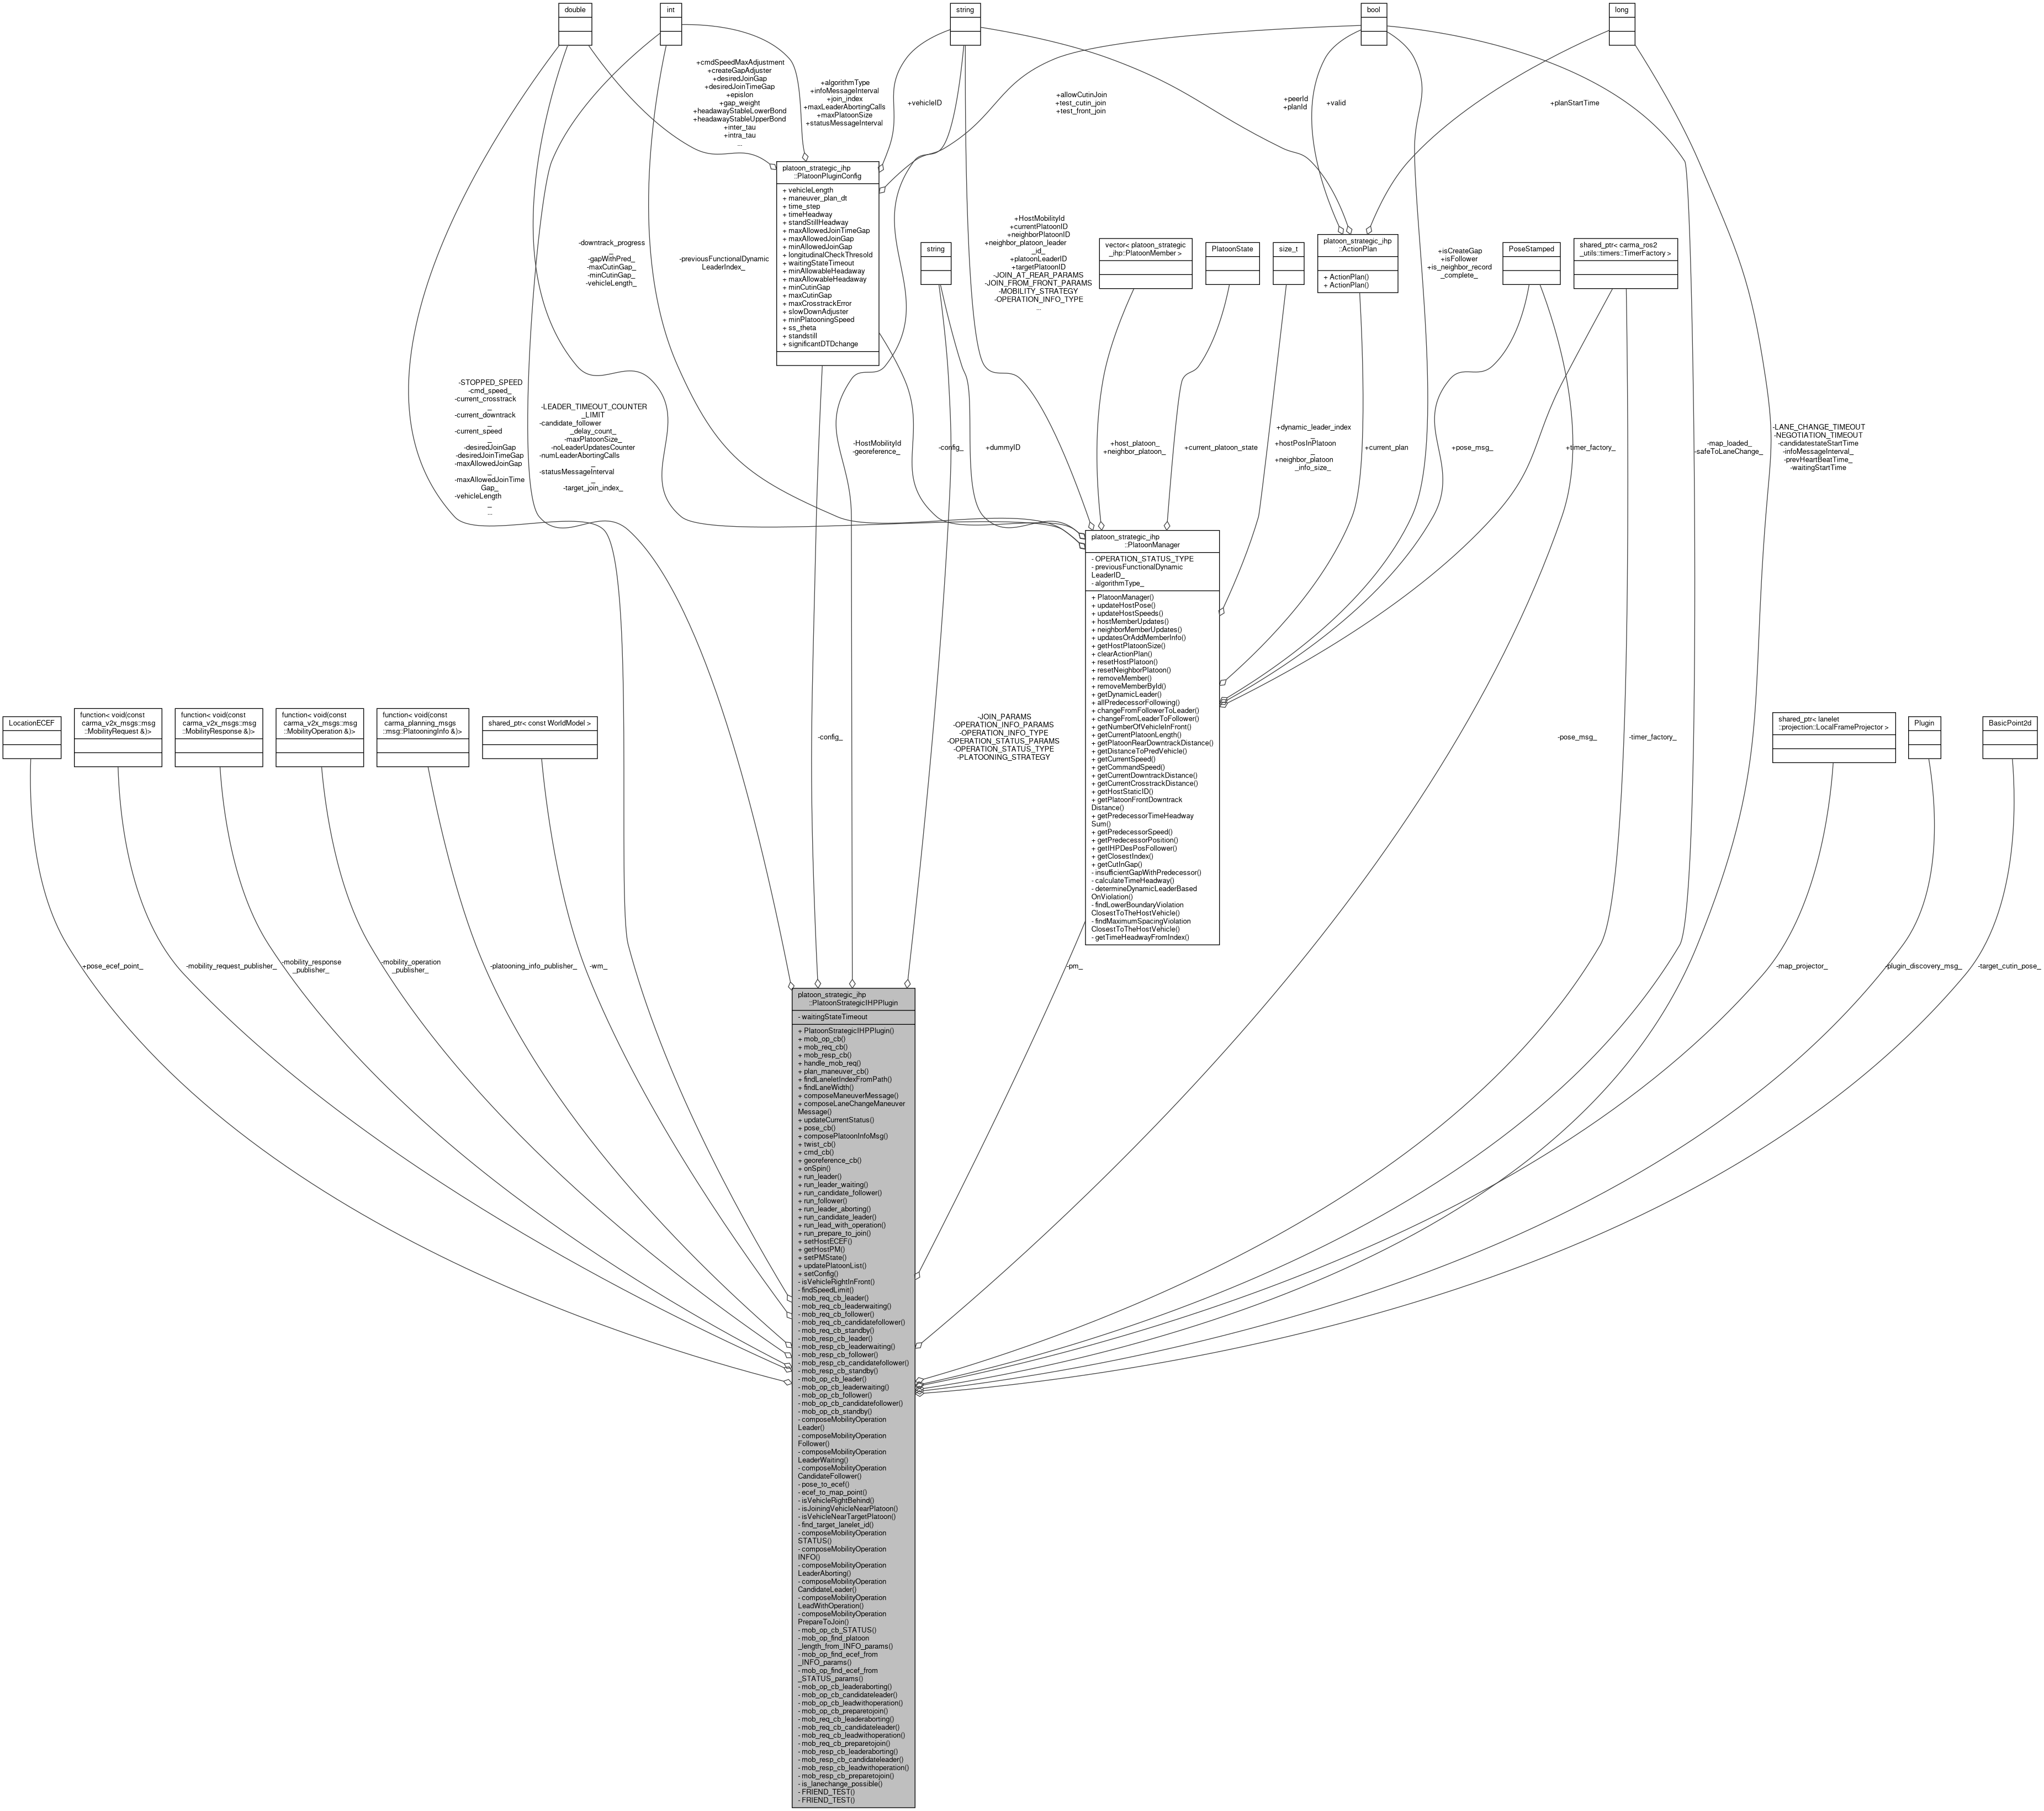 double
int
string
bool
long
+cmdSpeedMaxAdjustment
+createGapAdjuster
+desiredJoinGap
+desiredJoinTimeGap
+epislon
+gap_weight
+headawayStableLowerBond
+headawayStableUpperBond
+inter_tau
+intra_tau
...
+algorithmType
+infoMessageInterval
+join_index
+maxLeaderAbortingCalls
+maxPlatoonSize
+statusMessageInterval
+vehicleID
+allowCutinJoin
+test_cutin_join
+test_front_join
+peerId
+planId
+valid
+planStartTime
platoon_strategic_ihp
::PlatoonPluginConfig
+ vehicleLength
+ maneuver_plan_dt
+ time_step
+ timeHeadway
+ standStillHeadway
+ maxAllowedJoinTimeGap
+ maxAllowedJoinGap
+ minAllowedJoinGap
+ longitudinalCheckThresold
+ waitingStateTimeout
+ minAllowableHeadaway
+ maxAllowableHeadaway
+ minCutinGap
+ maxCutinGap
+ maxCrosstrackError
+ slowDownAdjuster
+ minPlatooningSpeed
+ ss_theta
+ standstill
+ significantDTDchange
-downtrack_progress
_
-gapWithPred_
-maxCutinGap_
-minCutinGap_
-vehicleLength_
-previousFunctionalDynamic
LeaderIndex_
string
+HostMobilityId
+currentPlatoonID
+neighborPlatoonID
+neighbor_platoon_leader
_id_
+platoonLeaderID
+targetPlatoonID
-JOIN_AT_REAR_PARAMS
-JOIN_FROM_FRONT_PARAMS
-MOBILITY_STRATEGY
-OPERATION_INFO_TYPE
...
vector< platoon_strategic
_ihp::PlatoonMember >
PlatoonState
size_t
platoon_strategic_ihp
::ActionPlan
+ ActionPlan()
+ ActionPlan()
+isCreateGap
+isFollower
+is_neighbor_record
_complete_
PoseStamped
shared_ptr< carma_ros2
_utils::timers::TimerFactory >
-STOPPED_SPEED
-cmd_speed_
-current_crosstrack
_
-current_downtrack
_
-current_speed
_
-desiredJoinGap
-desiredJoinTimeGap
-maxAllowedJoinGap
_
-maxAllowedJoinTime
Gap_
-vehicleLength
_
...
-LEADER_TIMEOUT_COUNTER
_LIMIT
-candidate_follower
_delay_count_
-maxPlatoonSize_
-noLeaderUpdatesCounter
-numLeaderAbortingCalls
_
-statusMessageInterval
_
-target_join_index_
-HostMobilityId
-georeference_
-config_
+dummyID
+host_platoon_
+neighbor_platoon_
+current_platoon_state
+dynamic_leader_index
_
+hostPosInPlatoon
_
+neighbor_platoon
_info_size_
+current_plan
+pose_msg_
+timer_factory_
-map_loaded_
-safeToLaneChange_
-LANE_CHANGE_TIMEOUT
-NEGOTIATION_TIMEOUT
-candidatestateStartTime
-infoMessageInterval_
-prevHeartBeatTime_
-waitingStartTime
platoon_strategic_ihp
::PlatoonManager
- OPERATION_STATUS_TYPE
- previousFunctionalDynamic
LeaderID_
- algorithmType_
+ PlatoonManager()
+ updateHostPose()
+ updateHostSpeeds()
+ hostMemberUpdates()
+ neighborMemberUpdates()
+ updatesOrAddMemberInfo()
+ getHostPlatoonSize()
+ clearActionPlan()
+ resetHostPlatoon()
+ resetNeighborPlatoon()
+ removeMember()
+ removeMemberById()
+ getDynamicLeader()
+ allPredecessorFollowing()
+ changeFromFollowerToLeader()
+ changeFromLeaderToFollower()
+ getNumberOfVehicleInFront()
+ getCurrentPlatoonLength()
+ getPlatoonRearDowntrackDistance()
+ getDistanceToPredVehicle()
+ getCurrentSpeed()
+ getCommandSpeed()
+ getCurrentDowntrackDistance()
+ getCurrentCrosstrackDistance()
+ getHostStaticID()
+ getPlatoonFrontDowntrack
Distance()
+ getPredecessorTimeHeadway
Sum()
+ getPredecessorSpeed()
+ getPredecessorPosition()
+ getIHPDesPosFollower()
+ getClosestIndex()
+ getCutInGap()
- insufficientGapWithPredecessor()
- calculateTimeHeadway()
- determineDynamicLeaderBased
OnViolation()
- findLowerBoundaryViolation
ClosestToTheHostVehicle()
- findMaximumSpacingViolation
ClosestToTheHostVehicle()
- getTimeHeadwayFromIndex()
LocationECEF
function< void(const
carma_v2x_msgs::msg
::MobilityRequest &)>
function< void(const
carma_v2x_msgs::msg
::MobilityResponse &)>
function< void(const
carma_v2x_msgs::msg
::MobilityOperation &)>
function< void(const
carma_planning_msgs
::msg::PlatooningInfo &)>
shared_ptr< const WorldModel >
-config_
-JOIN_PARAMS
-OPERATION_INFO_PARAMS
-OPERATION_INFO_TYPE
-OPERATION_STATUS_PARAMS
-OPERATION_STATUS_TYPE
-PLATOONING_STRATEGY
-pose_msg_
-timer_factory_
shared_ptr< lanelet
::projection::LocalFrameProjector >
Plugin
BasicPoint2d
+pose_ecef_point_
-mobility_request_publisher_
-mobility_response
_publisher_
-mobility_operation
_publisher_
-platooning_info_publisher_
-wm_
-pm_
-map_projector_
-plugin_discovery_msg_
-target_cutin_pose_
platoon_strategic_ihp
::PlatoonStrategicIHPPlugin
- waitingStateTimeout
+ PlatoonStrategicIHPPlugin()
+ mob_op_cb()
+ mob_req_cb()
+ mob_resp_cb()
+ handle_mob_req()
+ plan_maneuver_cb()
+ findLaneletIndexFromPath()
+ findLaneWidth()
+ composeManeuverMessage()
+ composeLaneChangeManeuver
Message()
+ updateCurrentStatus()
+ pose_cb()
+ composePlatoonInfoMsg()
+ twist_cb()
+ cmd_cb()
+ georeference_cb()
+ onSpin()
+ run_leader()
+ run_leader_waiting()
+ run_candidate_follower()
+ run_follower()
+ run_leader_aborting()
+ run_candidate_leader()
+ run_lead_with_operation()
+ run_prepare_to_join()
+ setHostECEF()
+ getHostPM()
+ setPMState()
+ updatePlatoonList()
+ setConfig()
- isVehicleRightInFront()
- findSpeedLimit()
- mob_req_cb_leader()
- mob_req_cb_leaderwaiting()
- mob_req_cb_follower()
- mob_req_cb_candidatefollower()
- mob_req_cb_standby()
- mob_resp_cb_leader()
- mob_resp_cb_leaderwaiting()
- mob_resp_cb_follower()
- mob_resp_cb_candidatefollower()
- mob_resp_cb_standby()
- mob_op_cb_leader()
- mob_op_cb_leaderwaiting()
- mob_op_cb_follower()
- mob_op_cb_candidatefollower()
- mob_op_cb_standby()
- composeMobilityOperation
Leader()
- composeMobilityOperation
Follower()
- composeMobilityOperation
LeaderWaiting()
- composeMobilityOperation
CandidateFollower()
- pose_to_ecef()
- ecef_to_map_point()
- isVehicleRightBehind()
- isJoiningVehicleNearPlatoon()
- isVehicleNearTargetPlatoon()
- find_target_lanelet_id()
- composeMobilityOperation
STATUS()
- composeMobilityOperation
INFO()
- composeMobilityOperation
LeaderAborting()
- composeMobilityOperation
CandidateLeader()
- composeMobilityOperation
LeadWithOperation()
- composeMobilityOperation
PrepareToJoin()
- mob_op_cb_STATUS()
- mob_op_find_platoon
_length_from_INFO_params()
- mob_op_find_ecef_from
_INFO_params()
- mob_op_find_ecef_from
_STATUS_params()
- mob_op_cb_leaderaborting()
- mob_op_cb_candidateleader()
- mob_op_cb_leadwithoperation()
- mob_op_cb_preparetojoin()
- mob_req_cb_leaderaborting()
- mob_req_cb_candidateleader()
- mob_req_cb_leadwithoperation()
- mob_req_cb_preparetojoin()
- mob_resp_cb_leaderaborting()
- mob_resp_cb_candidateleader()
- mob_resp_cb_leadwithoperation()
- mob_resp_cb_preparetojoin()
- is_lanechange_possible()
- FRIEND_TEST()
- FRIEND_TEST()